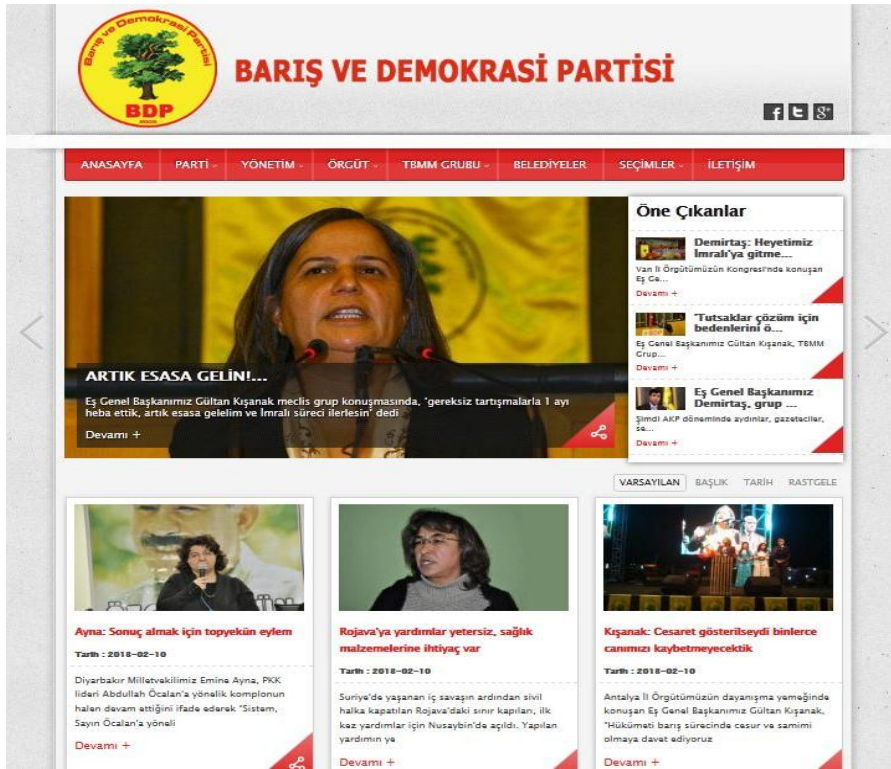 Barış ve Demokrasi Partisi
BDP
BARIŞ VE DEMOKRASİ PARTİSİ
ANASAYFA PARTİ YÖNETİM ÖRGÜT TBMM GRUBU BELEDİYELER SEÇİMLER İLETİŞİM
ARTIK ESASA GELİN!...
Eş Genel Başkanımız Gültan Kışanak meclis grup konuşmasında, "gereksiz tartışmalarla 1 ayı
heba ettik, artık esasa gelelim ve İmralı süreci ilerlesin" dedi
Devamı +
Öne Çıkanlar
Demirtaş: Heyetimiz
İmralı'ya gitme...
Van İl Örgütümüzün Kongresi'nde konuşan
Eş Ge...
Devamı +
"Tutsaklar çözüm için
bedenlerini ö...
Eş Genel Başkanımız Gültan Kışanak, TBMM
Grup...
Devamı +
Eş Genel Başkanımız
Demirtaş, grup ...
Şimdi AKP döneminde aydınlar, gazeteciler,
se...
Devamı +
VARSAYILAN BAŞLIK TARİH RASTGELE
Ayna: Sonuç almak için topyekün eylem
Tarih : 2018-02-10
Diyarbakır Milletvekilimiz Emine Ayna, PKK
lideri Abdullah Öcalan'a yönelik komplonun
halen devam ettiğini ifade ederek "Sistem,
Sayın Öcalan'a yöneli
Devamı +
Rojava'ya yardımlar yetersiz, sağlık
malzemelerine ihtiyaç var
Tarih : 2018-02-10
Suriye'de yaşanan iç savaşın ardından sivil
halka kapatılan Rojava'daki sınır kapıları, ilk
kez yardımlar için Nusaybin'de açıldı. Yapılan
yardımın ye
Devamı +
Kışanak: Cesaret gösterilseydi binlerce
canımızı kaybetmeyecektik
Tarih : 2018-02-10
Antalya İl Örgütümüzün dayanışma yemeğinde
konuşan Eş Genel Başkanımız Gültan Kışanak,
"Hükümeti barış sürecinde cesur ve samimi
olmaya davet ediyoruz
Devamı +